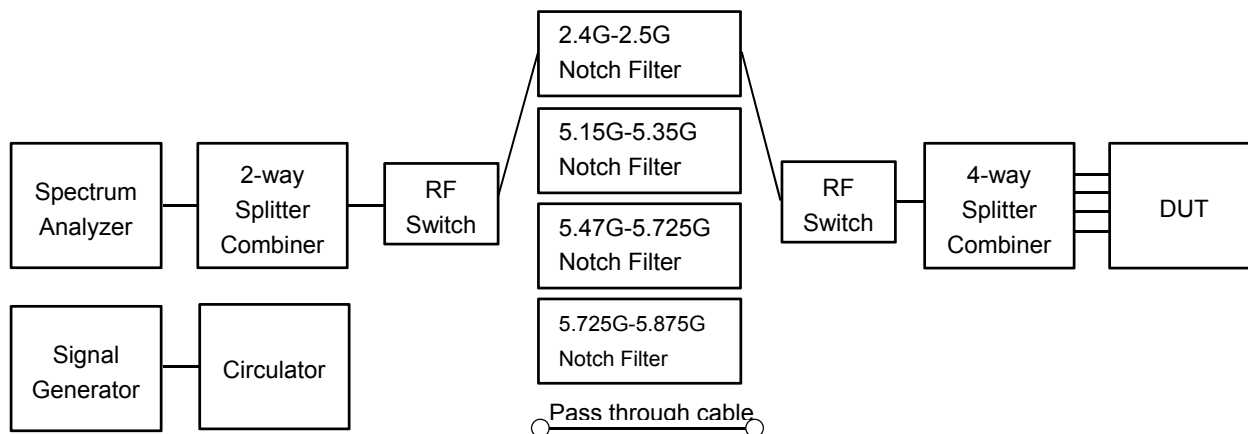 2.4G-2.5G
Notch Filter
5.15G-5.35G
Notch Filter
5.47G-5.725G
Notch Filter
5.725G-5.875G
Notch Filter
Pass through cable
Spectrum
Analyzer
2-way
Splitter
Combiner
RF
Switch
RF
Switch
4-way
Splitter
Combiner
DUT
Signal
Generator
Circulator